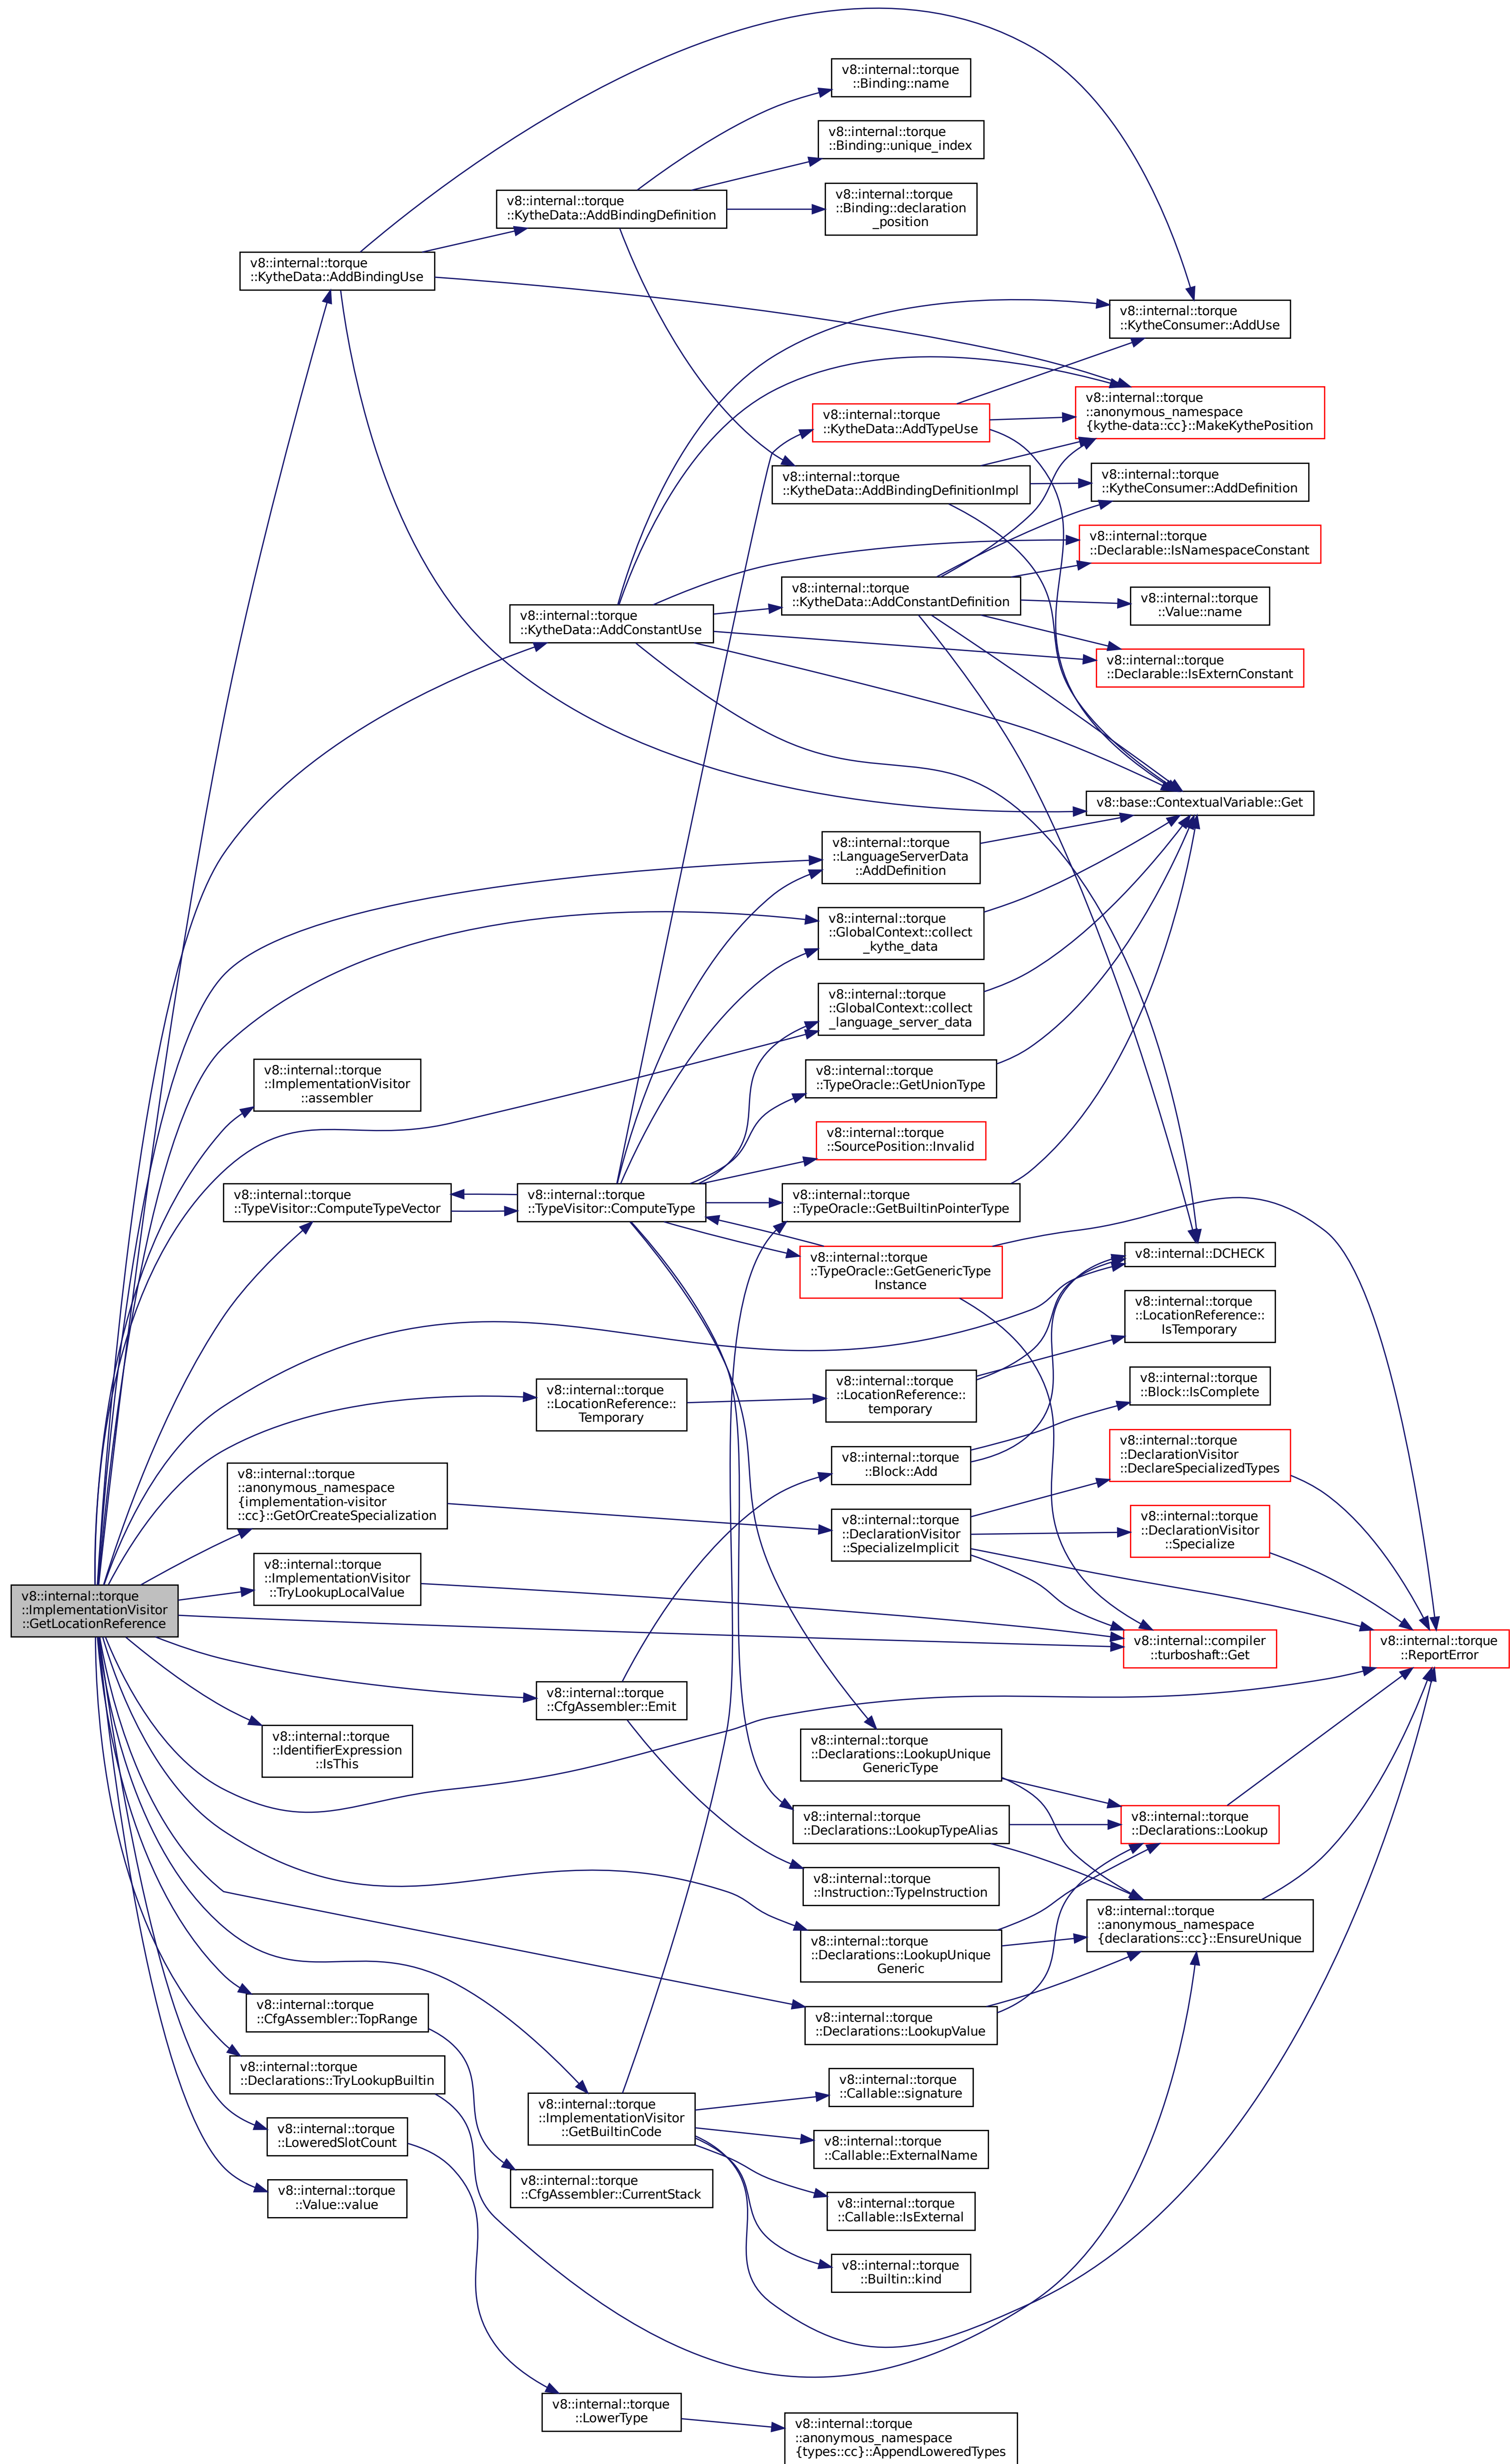 v8::internal::torque
::Binding::name
v8::internal::torque
::Binding::unique_index
v8::internal::torque
::KytheData::AddBindingDefinition
v8::internal::torque
::Binding::declaration
_position
v8::internal::torque
::KytheData::AddBindingUse
v8::internal::torque
::KytheConsumer::AddUse
v8::internal::torque
::anonymous_namespace
{kythe-data::cc}::MakeKythePosition
v8::internal::torque
::KytheData::AddTypeUse
v8::internal::torque
::KytheData::AddBindingDefinitionImpl
v8::internal::torque
::KytheConsumer::AddDefinition
v8::internal::torque
::Declarable::IsNamespaceConstant
v8::internal::torque
::KytheData::AddConstantDefinition
v8::internal::torque
::Value::name
v8::internal::torque
::KytheData::AddConstantUse
v8::internal::torque
::Declarable::IsExternConstant
v8::base::ContextualVariable::Get
v8::internal::torque
::LanguageServerData
::AddDefinition
v8::internal::torque
::GlobalContext::collect
_kythe_data
v8::internal::torque
::GlobalContext::collect
_language_server_data
v8::internal::torque
::ImplementationVisitor
::assembler
v8::internal::torque
::TypeOracle::GetUnionType
v8::internal::torque
::SourcePosition::Invalid
v8::internal::torque
::TypeVisitor::ComputeTypeVector
v8::internal::torque
::TypeVisitor::ComputeType
v8::internal::torque
::TypeOracle::GetBuiltinPointerType
v8::internal::torque
::TypeOracle::GetGenericType
Instance
v8::internal::DCHECK
v8::internal::torque
::LocationReference::
IsTemporary
v8::internal::torque
::LocationReference::
Temporary
v8::internal::torque
::LocationReference::
temporary
v8::internal::torque
::Block::IsComplete
v8::internal::torque
::Block::Add
v8::internal::torque
::DeclarationVisitor
::DeclareSpecializedTypes
v8::internal::torque
::anonymous_namespace
{implementation-visitor
::cc}::GetOrCreateSpecialization
v8::internal::torque
::DeclarationVisitor
::SpecializeImplicit
v8::internal::torque
::DeclarationVisitor
::Specialize
v8::internal::torque
::ImplementationVisitor
::TryLookupLocalValue
v8::internal::torque
::ImplementationVisitor
::GetLocationReference
v8::internal::compiler
::turboshaft::Get
v8::internal::torque
::ReportError
v8::internal::torque
::CfgAssembler::Emit
v8::internal::torque
::IdentifierExpression
::IsThis
v8::internal::torque
::Declarations::LookupUnique
GenericType
v8::internal::torque
::Declarations::LookupTypeAlias
v8::internal::torque
::Declarations::Lookup
v8::internal::torque
::Instruction::TypeInstruction
v8::internal::torque
::anonymous_namespace
{declarations::cc}::EnsureUnique
v8::internal::torque
::Declarations::LookupUnique
Generic
v8::internal::torque
::CfgAssembler::TopRange
v8::internal::torque
::Declarations::LookupValue
v8::internal::torque
::Declarations::TryLookupBuiltin
v8::internal::torque
::Callable::signature
v8::internal::torque
::ImplementationVisitor
::GetBuiltinCode
v8::internal::torque
::LoweredSlotCount
v8::internal::torque
::Callable::ExternalName
v8::internal::torque
::Value::value
v8::internal::torque
::CfgAssembler::CurrentStack
v8::internal::torque
::Callable::IsExternal
v8::internal::torque
::Builtin::kind
v8::internal::torque
::LowerType
v8::internal::torque
::anonymous_namespace
{types::cc}::AppendLoweredTypes